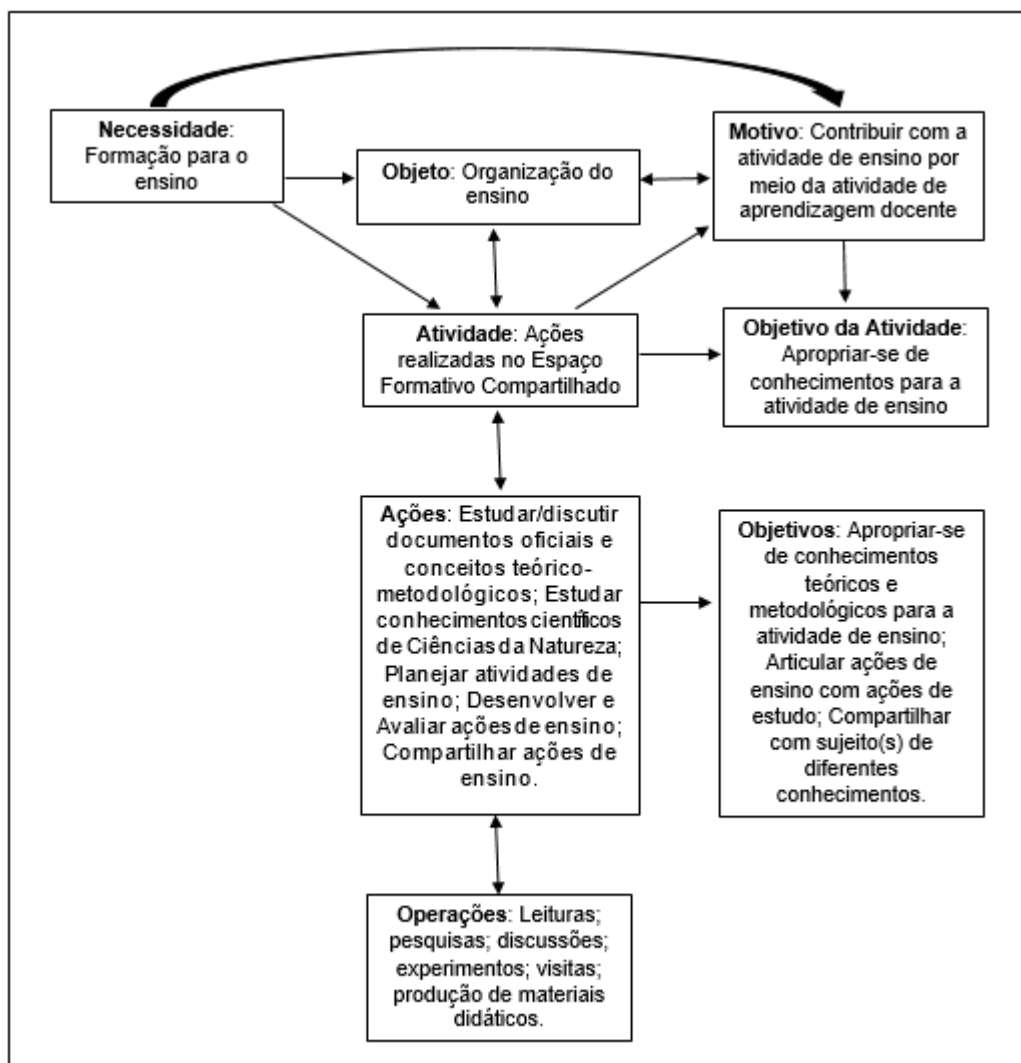 Necessidade:
Formação para o
ensino
Objeto: Organização do
ensino
Motivo: Contribuir com a
atividade de ensino por
meio da atividade de
aprendizagem docente
Atividade: Ações
realizadas no Espaço
Formativo Compartilhado
Objetivo da Atividade:
Apropriar-se de
conhecimentos para a
atividade de ensino
Ações: Estudar/discutir
documentos oficiais e
conceitos teórico-
metodológicos; Estudar
conhecimentos científicos
de Ciências da Natureza;
Planejar atividades de
ensino; Desenvolver e
Avaliar ações de ensino;
Compartilhar ações de
ensino.
Objetivos: Apropriar-se
de conhecimentos
teóricos e
metodológicos para a
atividade de ensino;
Articular ações de
ensino com ações de
estudo; Compartilhar
com sujeito(s) de
diferentes
conhecimentos.
Operações: Leituras;
pesquisas; discussões;
experimentos; visitas;
produção de materiais
didáticos.